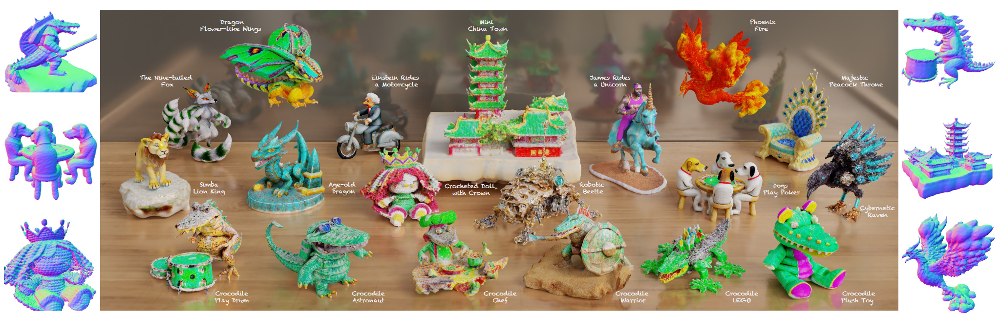 Dragon
Flower-like Wings
Mini
China Town
Phoenix
Fire
The Nine-tailed
Fox
Einstein Rides
a Motorcycle
James Rides
a Unicorn
Majestic
Peacock Throne
Simba
Lion King
Age-old
Dragon
Crocheted Doll
with Crown
Robotic
Beetle
Dogs
Play Poker
Cybernetic
Raven
Crocodile
Play Drum
Crocodile
Astronaut
Crocodile
Chef
Crocodile
Warrior
Crocodile
LEGO
Crocodile
Plush Toy